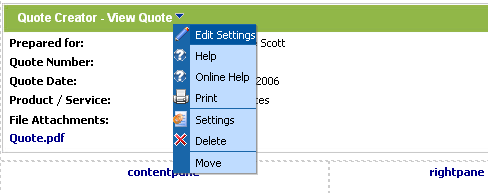 Quote Creator - View Quote
Edit Settings
Help
Online Help
Print
Settings
Delete
Move
Prepared for: Scott
Quote Number:
Quote Date: 2006
Product / Service:
File Attachments:
Quote.pdf
contentpane
rightpane